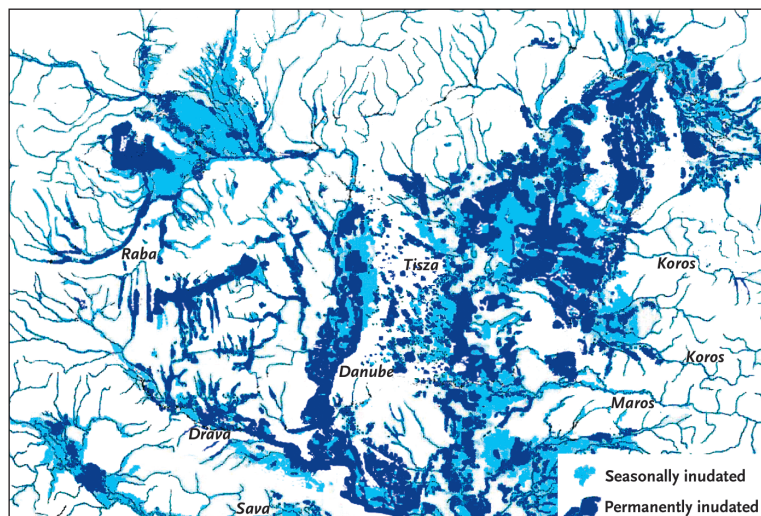 Raba
Tisza
Koros
Koros
Danube
Maros
Drava
Sava
Seasonally inudated
Permanently inudated